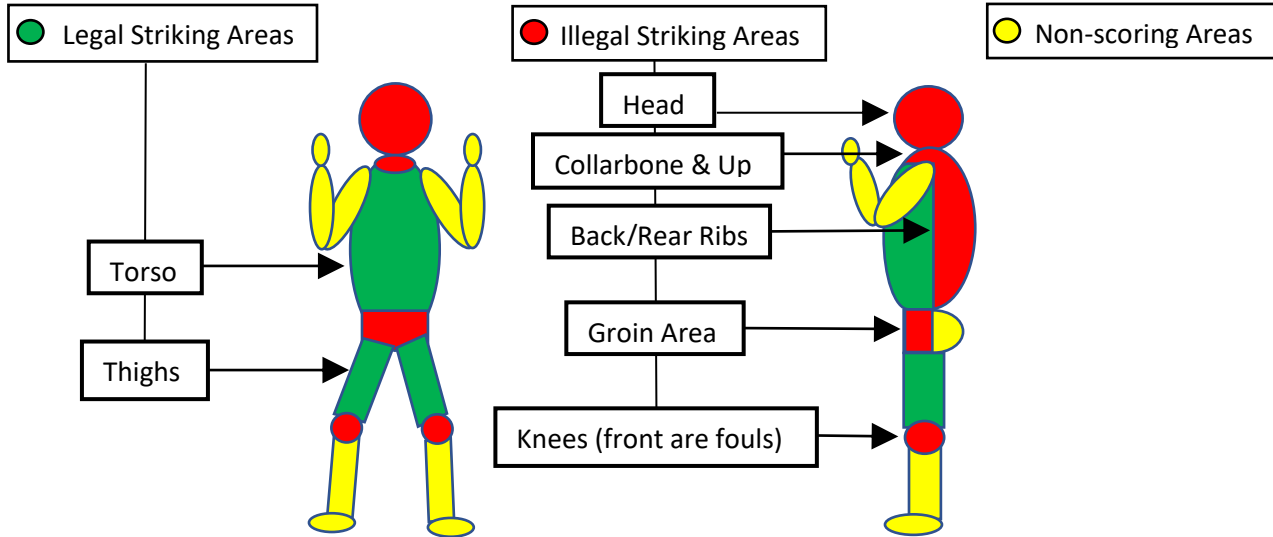 Legal Striking Areas
Illegal Striking Areas
Non-scoring Areas
Head
Collarbone & Up
Back/Rear Ribs
Torso
Groin Area
Thighs
Knees (front are fouls)